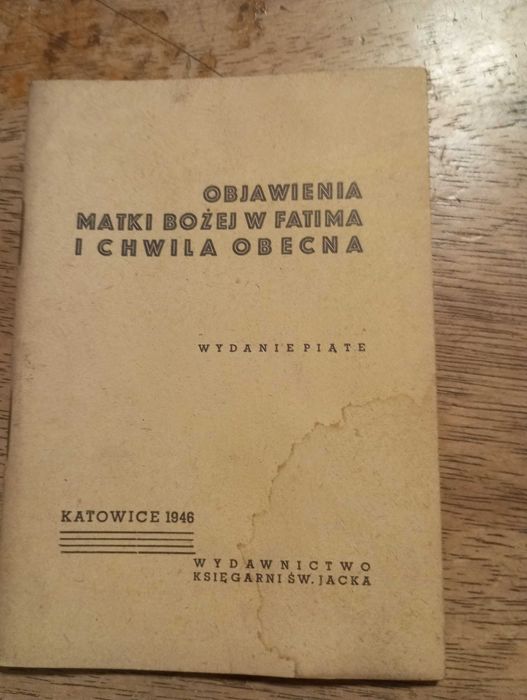 OBJAWIENIA
MATKI BOŻEJ W FATIMA
I CHWILA OBECNA
WYDANIE PIĄTE
KATOWICE 1946
WYDAWNICTWO
KSIĘGARNI ŚW. JACKA